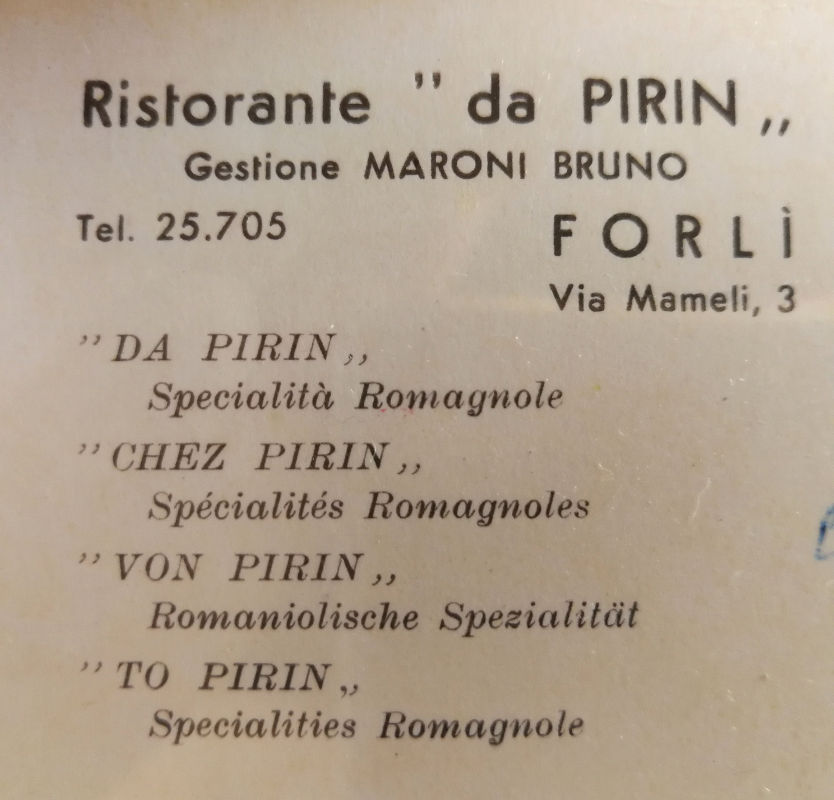 Ristorante " da PIRIN „
Gestione MARONI BRUNO
Tel. 25.705
FORLÌ
Via Mameli, 3
" DA PIRIN „
Specialità Romagnole
" CHEZ PIRIN „
Spécialités Romagnoles
" VON PIRIN „
Romaniolische Spezialität
" TO PIRIN „
Specialities Romagnole